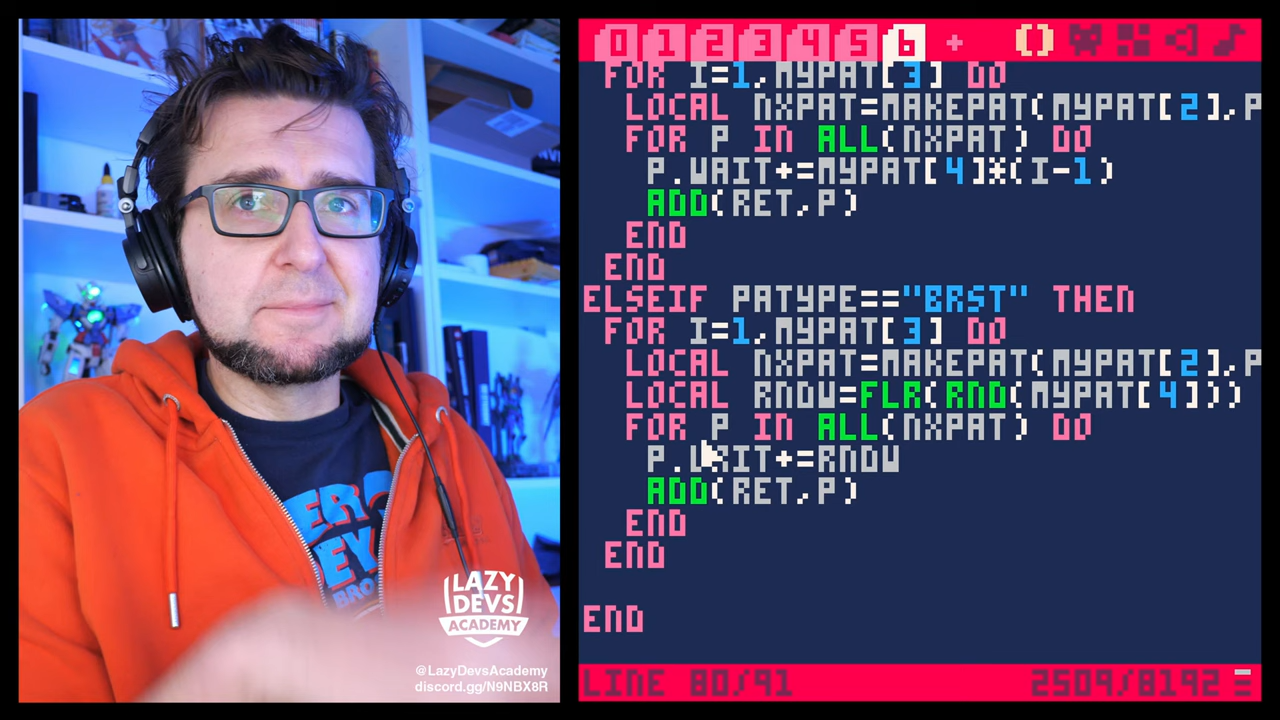 0 1 2 3 4 5 6 + ()
FOR I=1,MYPAT[3] DO
LOCAL NXPAT=MAKEPAT(MYPAT[2],P
FOR P IN ALL(NXPAT) DO
P.WAIT+=MYPAT[4]*(I-1)
ADD(RET,P)
END
END
ELSEIF PATYPE=="BRST" THEN
FOR I=1,MYPAT[3] DO
LOCAL NXPAT=MAKEPAT(MYPAT[2],P
LOCAL RNDW=FLR(RND(MYPAT[4]))
FOR P IN ALL(NXPAT) DO
P.WAIT+=RNDW
ADD(RET,P)
END
END
END
LINE 80/91 2509/8192
LAZY
DEVS
ACADEMY
@LazyDevsAcademy
discord.gg/N9NBX8R